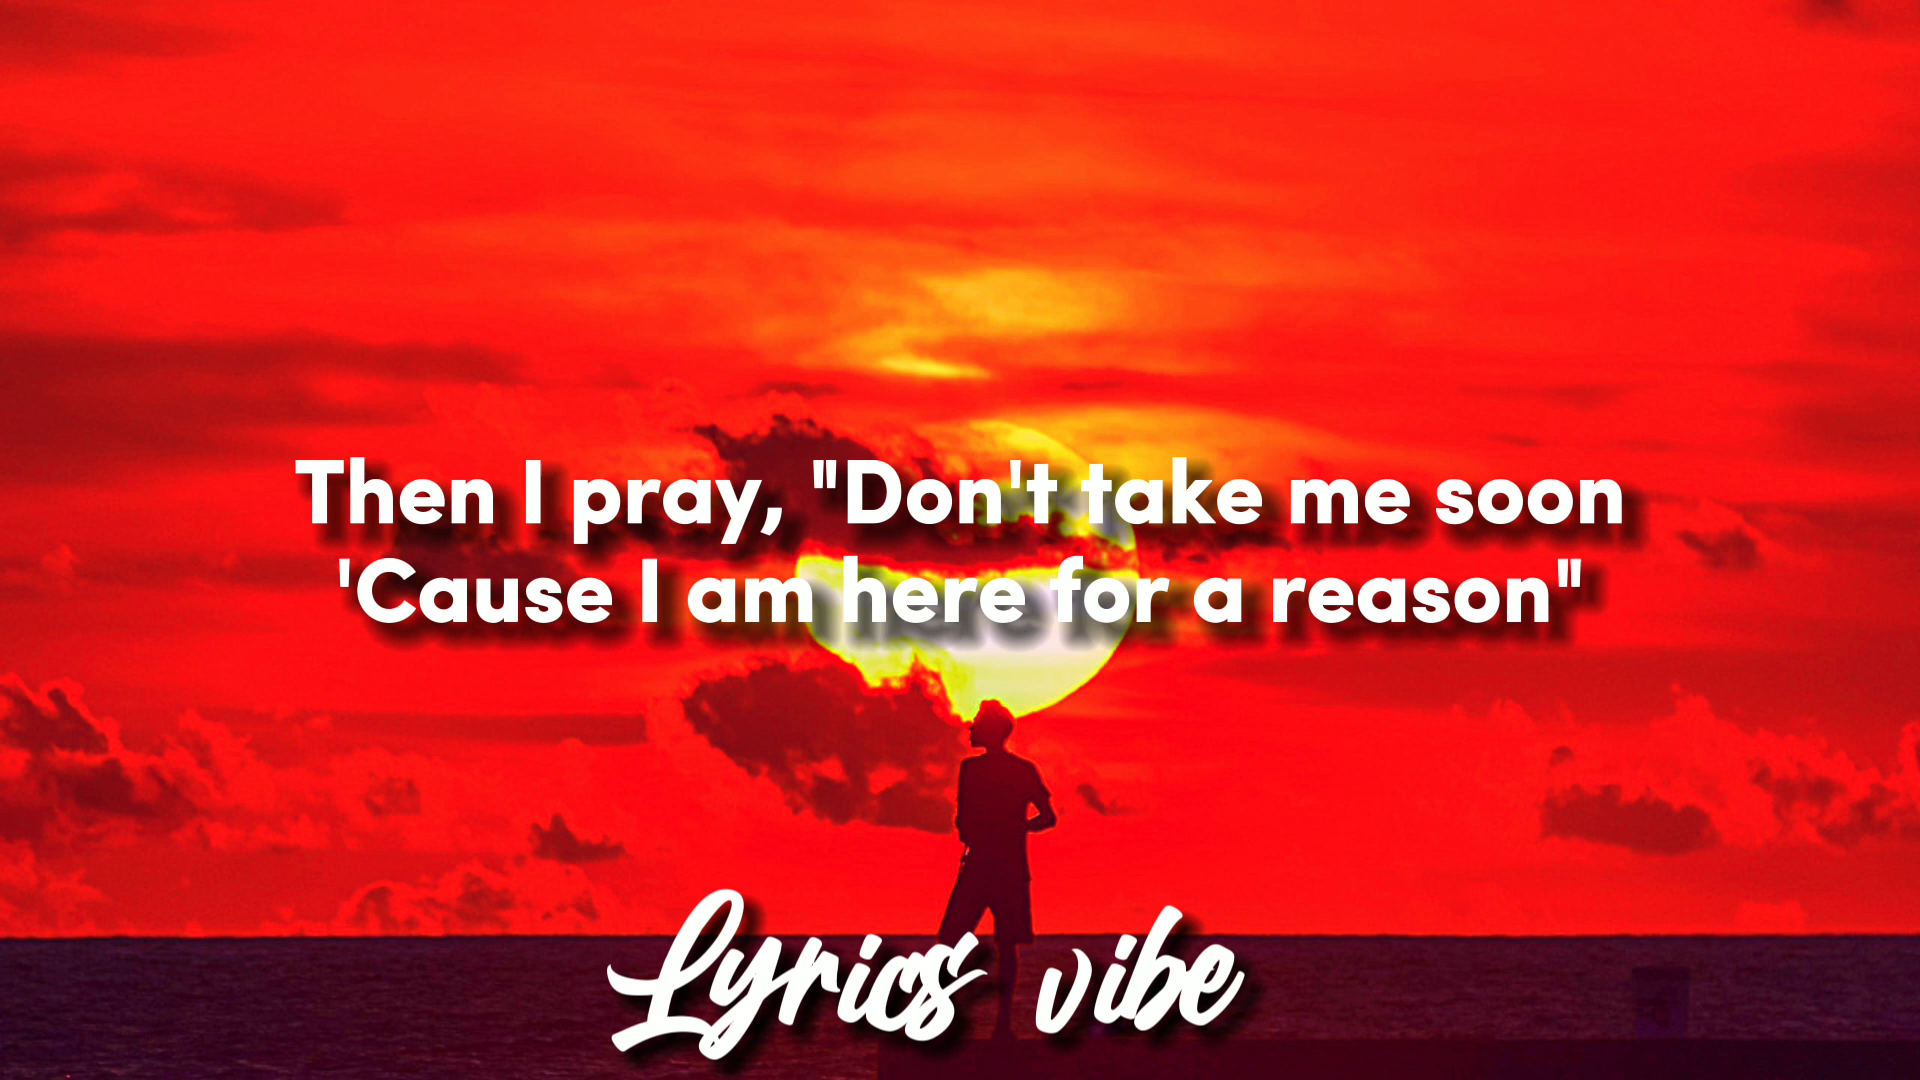 Then I pray, "Don't take me soon
'Cause I am here for a reason"
Lyrics vibe